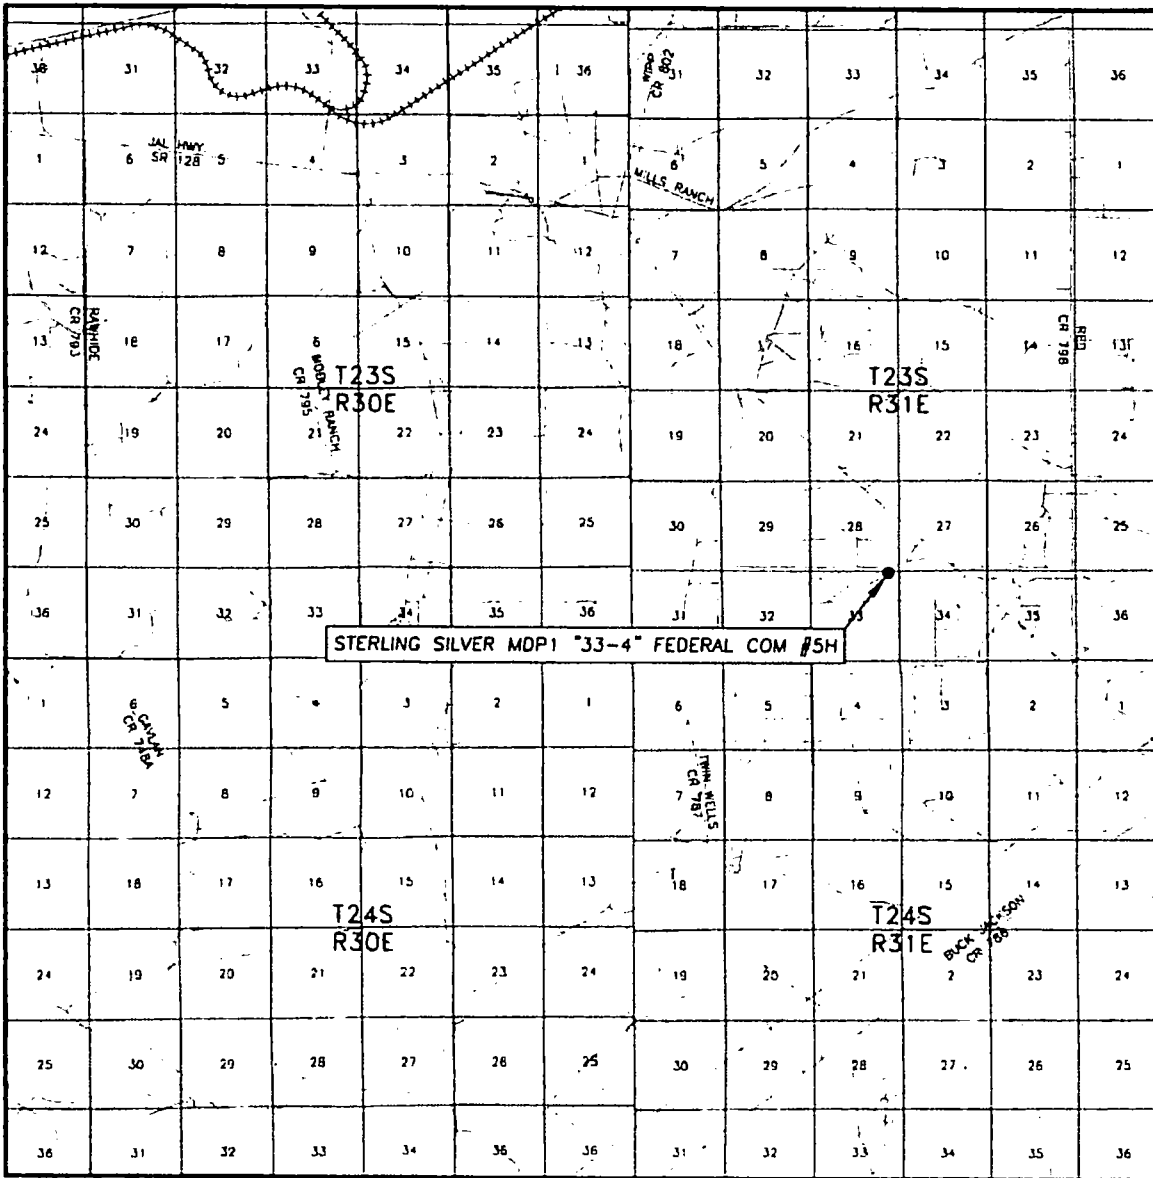 36 31 32 33 34 35 36 31 32 33 34 35 36
WIPP
CR 802
JAL HWY
SR 128
1 6 5 4 3 2 1 6 5 4 3 2 1
MILLS RANCH
12 7 8 9 10 11 12 7 8 9 10 11 12
RAWHIDE
CR 793
RED
CR 798
13 18 17 6 15 14 13 18 17 16 15 14 13
MOBLEY RANCH
CR 795
T23S
R30E
T23S
R31E
24 19 20 21 22 23 24 19 20 21 22 23 24
25 30 29 28 27 26 25 30 29 28 27 26 25
36 31 32 33 34 35 36 31 32 33 34 35 36
STERLING SILVER MDP1 "33-4" FEDERAL COM #5H
1 6 5 4 3 2 1 6 5 4 3 2 1
CR 748A
TWIN WELLS
CR 787
12 7 8 9 10 11 12 7 8 9 10 11 12
13 18 17 16 15 14 13 18 17 16 15 14 13
T24S
R30E
T24S
R31E
BUCK JACKSON
CR 788
24 19 20 21 22 23 24 19 20 21 2 23 24
25 30 29 28 27 26 25 30 29 28 27 26 25
36 31 32 33 34 36 36 31 32 33 34 35 36